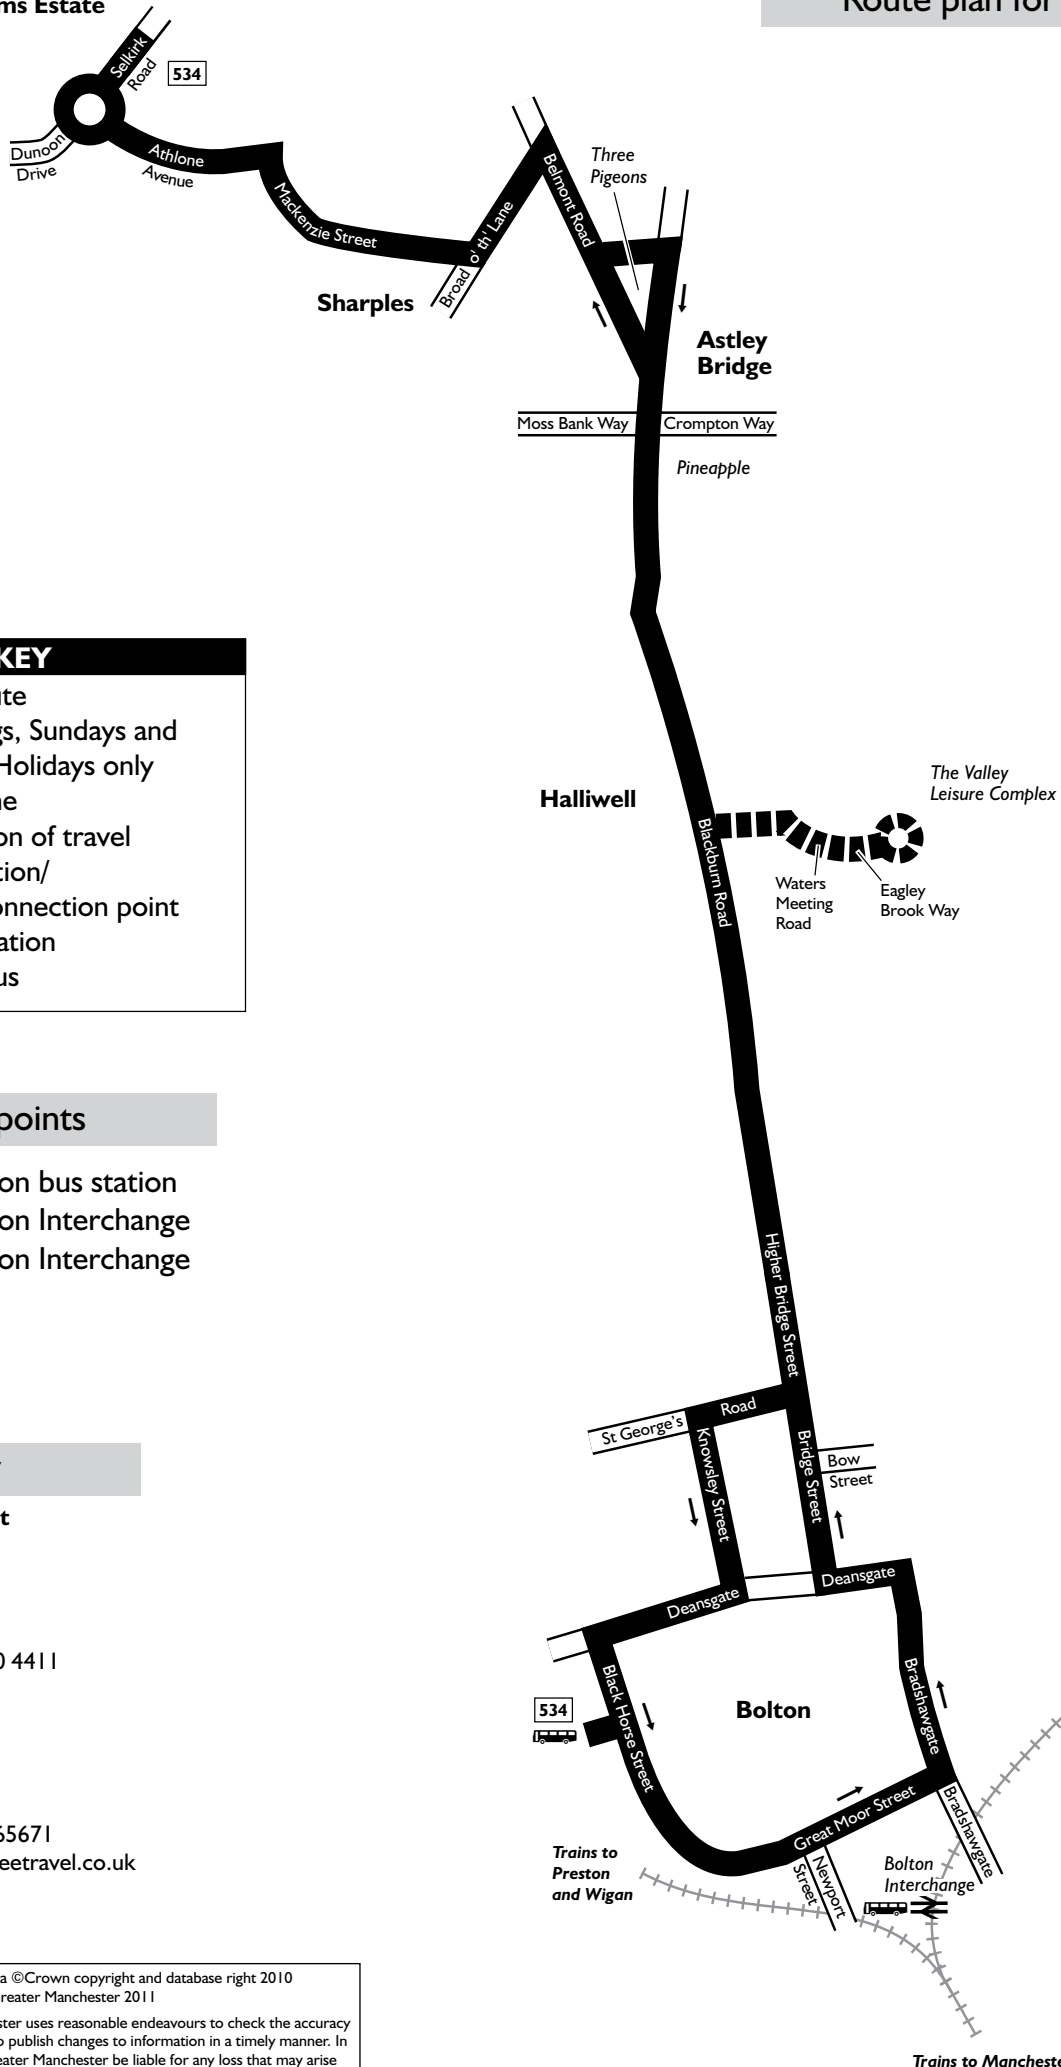 ms Estate
Route plan for
Selkirk
Road
534
Dunoon
Drive
Athlone
Avenue
Mackenzie Street
Broad o' th' Lane
Belmont Road
Three
Pigeons
Sharples
Astley
Bridge
Moss Bank Way
Crompton Way
Pineapple
KEY
ute
gs, Sundays and
Holidays only
ne
on of travel
tion/
onnection point
ation
us
Halliwell
The Valley
Leisure Complex
Blackburn Road
Waters
Meeting
Road
Eagley
Brook Way
points
on bus station
on Interchange
on Interchange
Higher Bridge Street
St George's
Road
Knowsley Street
Bridge Street
Bow
Street
t
Deansgate
Deansgate
0 4411
Black Horse Street
534
Bolton
Bradshawgate
Great Moor Street
Bradshawgate
65671
eetravel.co.uk
Trains to
Preston
and Wigan
Newport
Street
Bolton
Interchange
a ©Crown copyright and database right 2010
reater Manchester 2011
ster uses reasonable endeavours to check the accuracy
o publish changes to information in a timely manner. In
eater Manchester be liable for any loss that may arise
Trains to Mancheste